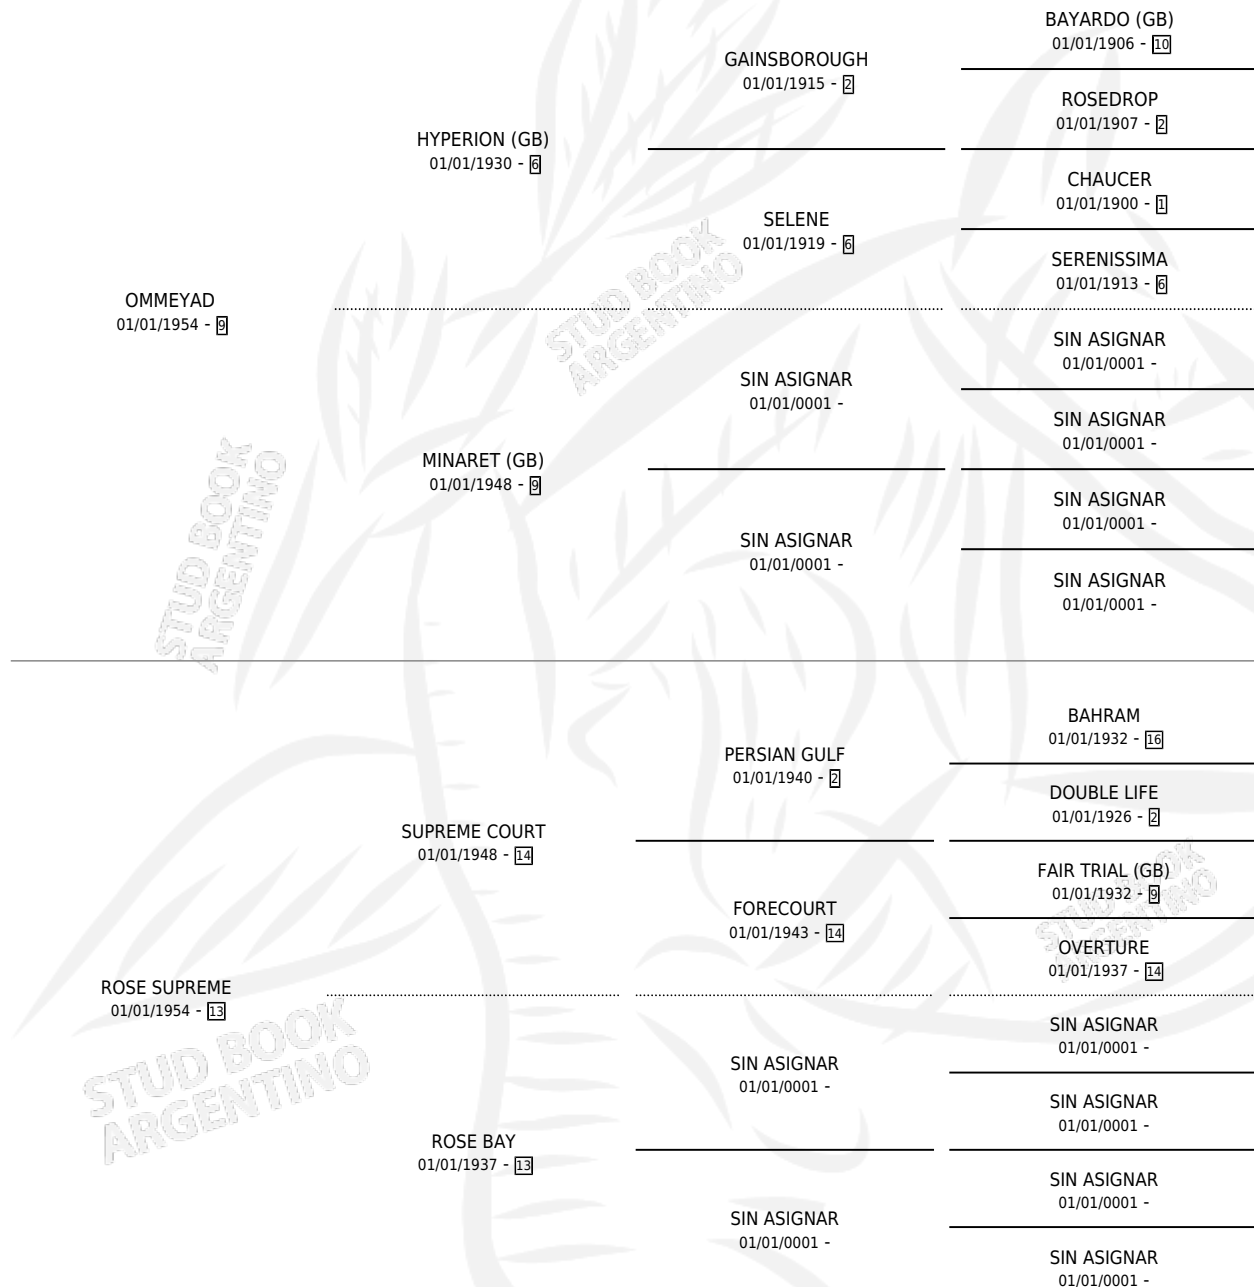 BAYARDO (GB)
01/01/1906 - 10
GAINSBOROUGH
01/01/1915 - 2
ROSEDROP
01/01/1907 - 2
HYPERION (GB)
01/01/1930 - 6
CHAUCER
01/01/1900 - 1
SELENE
01/01/1919 - 6
SERENISSIMA
01/01/1913 - 6
OMMEYAD
01/01/1954 - 9
SIN ASIGNAR
01/01/0001 -
SIN ASIGNAR
01/01/0001 -
SIN ASIGNAR
01/01/0001 -
MINARET (GB)
01/01/1948 - 9
SIN ASIGNAR
01/01/0001 -
SIN ASIGNAR
01/01/0001 -
SIN ASIGNAR
01/01/0001 -
STUD BOOK
ARGENTINO
STUD BOOK
ARGENTINO
BAHRAM
01/01/1932 - 16
PERSIAN GULF
01/01/1940 - 2
DOUBLE LIFE
01/01/1926 - 2
SUPREME COURT
01/01/1948 - 14
FAIR TRIAL (GB)
01/01/1932 - 9
FORECOURT
01/01/1943 - 14
OVERTURE
01/01/1937 - 14
ROSE SUPREME
01/01/1954 - 13
SIN ASIGNAR
01/01/0001 -
SIN ASIGNAR
01/01/0001 -
SIN ASIGNAR
01/01/0001 -
ROSE BAY
01/01/1937 - 13
SIN ASIGNAR
01/01/0001 -
SIN ASIGNAR
01/01/0001 -
SIN ASIGNAR
01/01/0001 -
STUD BOOK
ARGENTINO
STUD BOOK
ARGENTINO